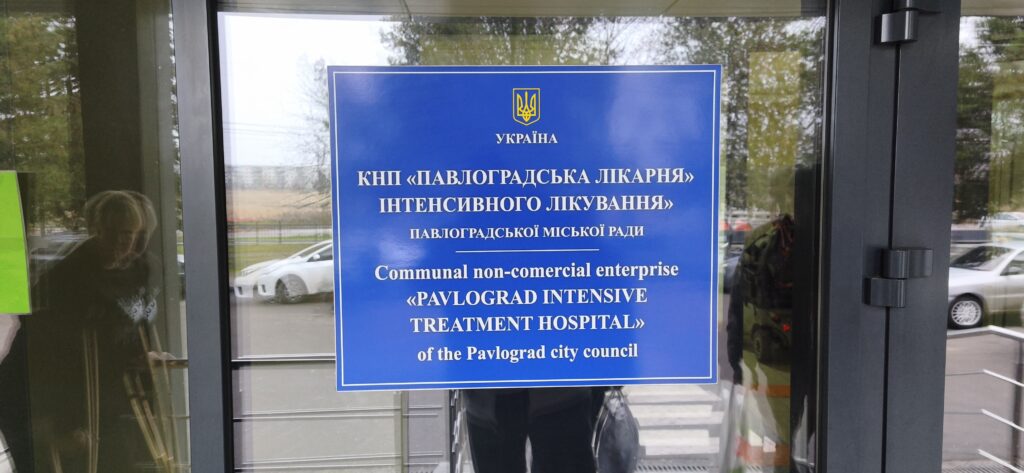 УКРАЇНА
КНП «ПАВЛОГРАДСЬКА ЛІКАРНЯ»
ІНТЕНСИВНОГО ЛІКУВАННЯ»
ПАВЛОГРАДСЬКОЇ МІСЬКОЇ РАДИ
Communal non-comercial enterprise
«PAVLOGRAD INTENSIVE
TREATMENT HOSPITAL»
of the Pavlograd city council